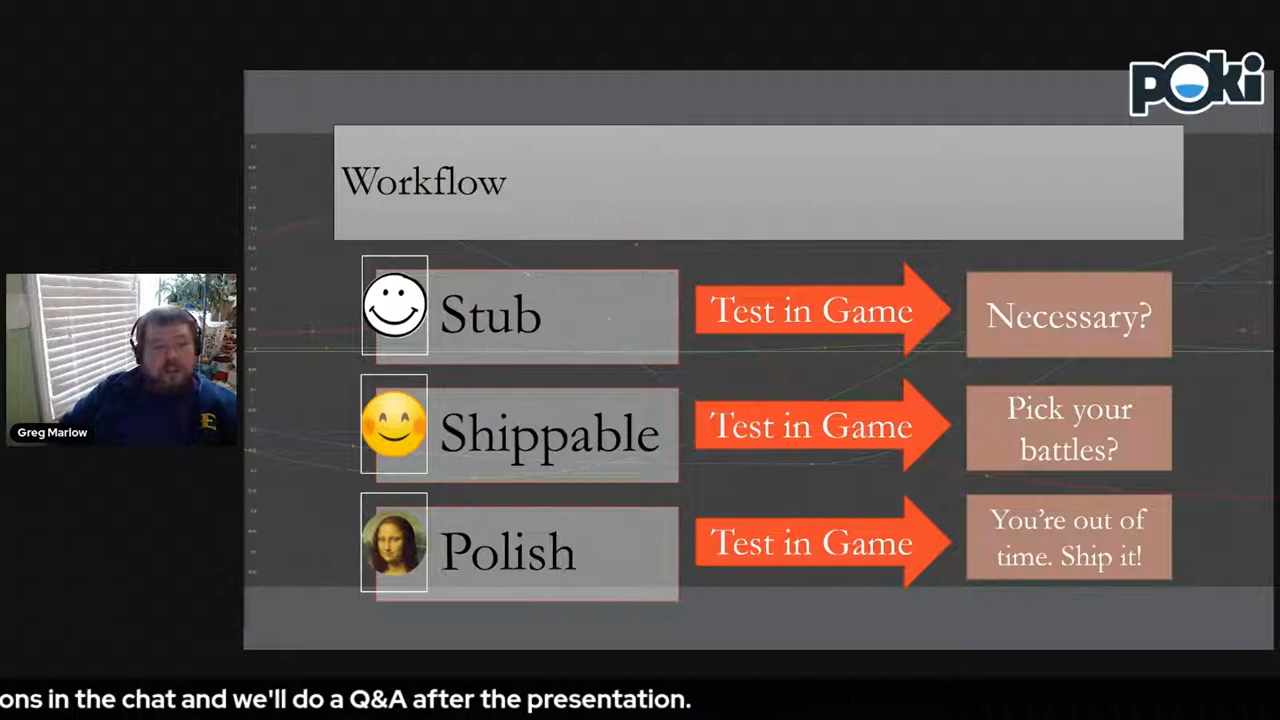 poki
Workflow
Stub
Test in Game
Necessary?
Shippable
Test in Game
Pick your
battles?
Polish
Test in Game
You're out of
time. Ship it!
Greg Marlow
ons in the chat and we'll do a Q&A after the presentation.